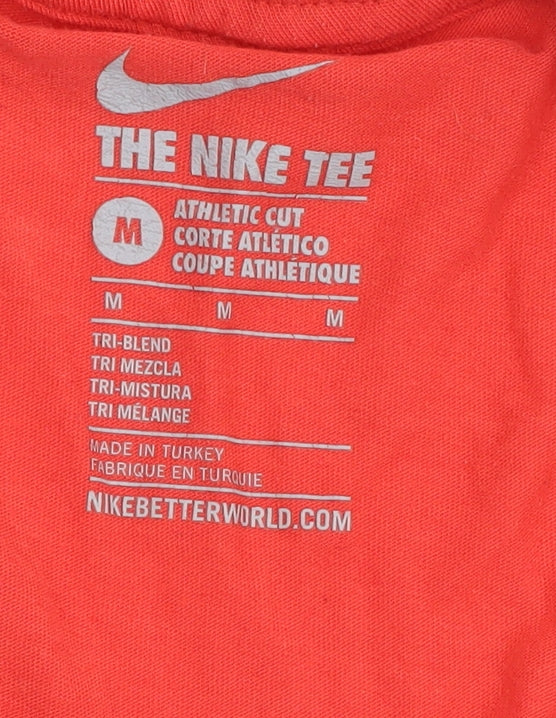 THE NIKE TEE
M
ATHLETIC CUT
CORTE ATLÉTICO
COUPE ATHLÉTIQUE
M M M
TRI-BLEND
TRI MEZCLA
TRI-MISTURA
TRI MÉLANGE
MADE IN TURKEY
FABRIQUE EN TURQUIE
NIKEBETTERWORLD.COM